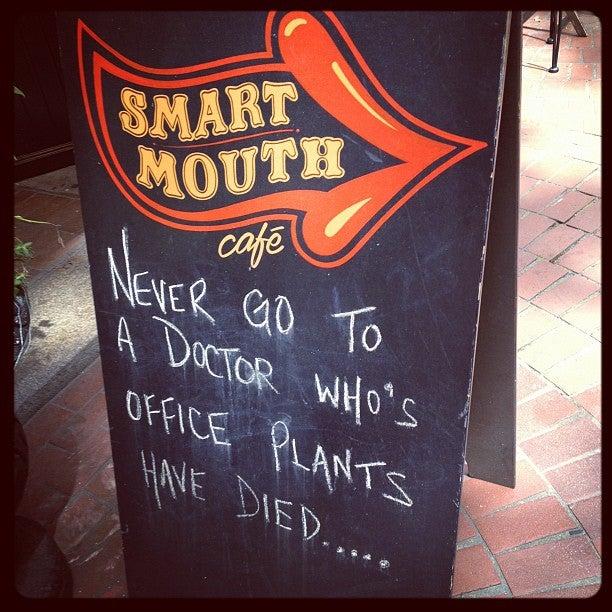 SMART
MOUTH
café
NEVER GO TO
A DOCTOR WHO'S
OFFICE PLANTS
HAVE DIED.....